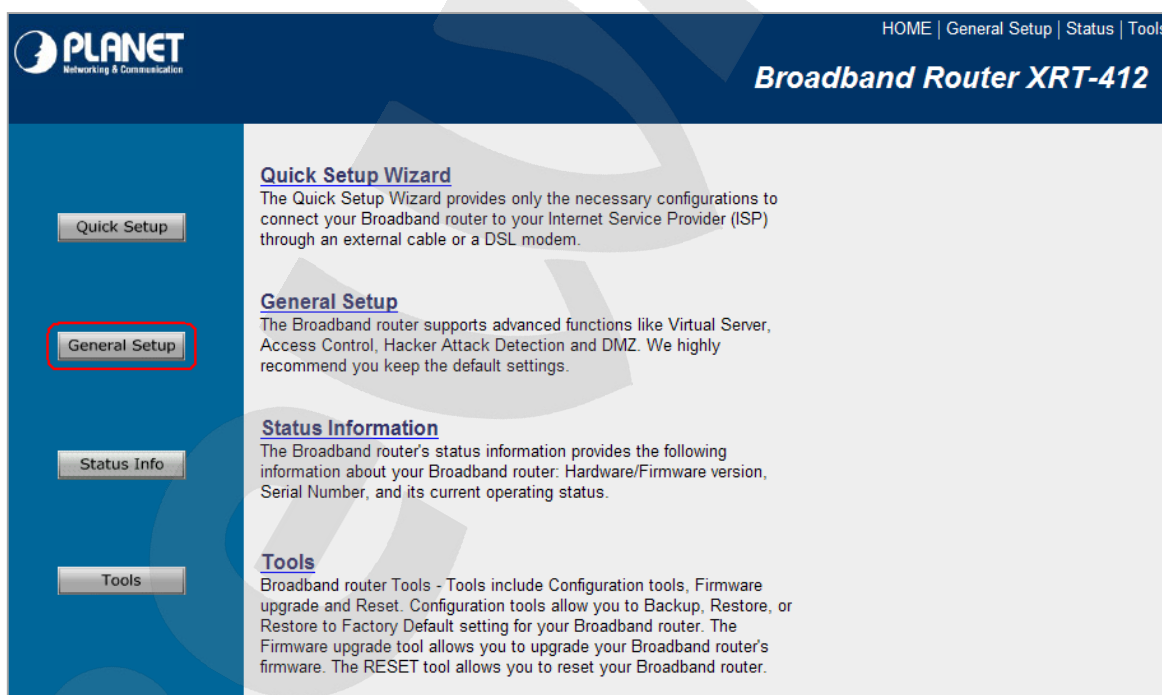 PLANET
Networking & Communication
HOME | General Setup | Status | Tools
Broadband Router XRT-412
Quick Setup
Quick Setup Wizard
The Quick Setup Wizard provides only the necessary configurations to
connect your Broadband router to your Internet Service Provider (ISP)
through an external cable or a DSL modem.
General Setup
General Setup
The Broadband router supports advanced functions like Virtual Server,
Access Control, Hacker Attack Detection and DMZ. We highly
recommend you keep the default settings.
Status Info
Status Information
The Broadband router's status information provides the following
information about your Broadband router: Hardware/Firmware version,
Serial Number, and its current operating status.
Tools
Tools
Broadband router Tools - Tools include Configuration tools, Firmware
upgrade and Reset. Configuration tools allow you to Backup, Restore, or
Restore to Factory Default setting for your Broadband router. The
Firmware upgrade tool allows you to upgrade your Broadband router's
firmware. The RESET tool allows you to reset your Broadband router.